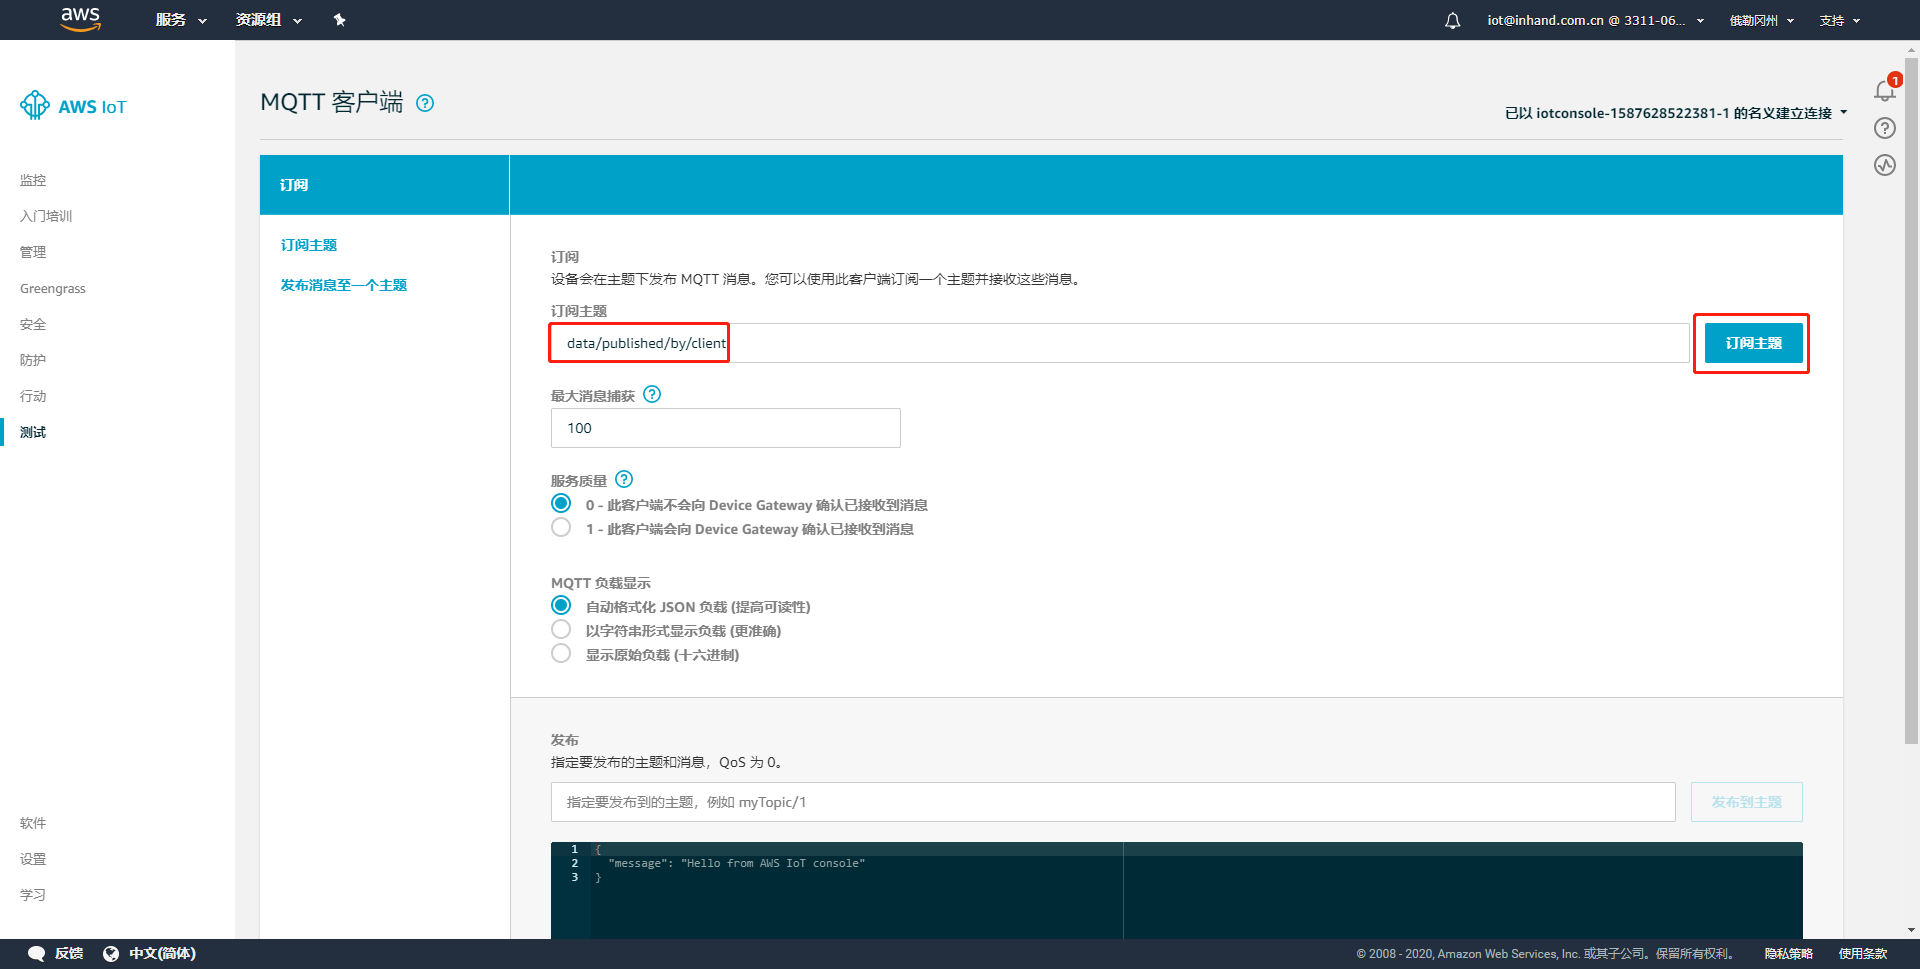 aws
服务
资源组
iot@inhand.com.cn @ 3311-06...
俄勒冈州
支持
AWS IoT
监控
入门培训
管理
Greengrass
安全
防护
行动
测试
软件
设置
学习
MQTT 客户端
已以 iotconsole-1587628522381-1 的名义建立连接
1
订阅
订阅主题
发布消息至一个主题
订阅
设备会在主题下发布 MQTT 消息。您可以使用此客户端订阅一个主题并接收这些消息。
订阅主题
data/published/by/client
订阅主题
最大消息捕获
100
服务质量
0 - 此客户端不会向 Device Gateway 确认已接收到消息
1 - 此客户端会向 Device Gateway 确认已接收到消息
MQTT 负载显示
自动格式化 JSON 负载 (提高可读性)
以字符串形式显示负载 (更准确)
显示原始负载 (十六进制)
发布
指定要发布的主题和消息，QoS 为 0。
指定要发布到的主题，例如 myTopic/1
发布到主题
1 {
2 "message": "Hello from AWS IoT console"
3 }
反馈
中文(简体)
© 2008 - 2020, Amazon Web Services, Inc. 或其子公司。保留所有权利。
隐私策略
使用条款